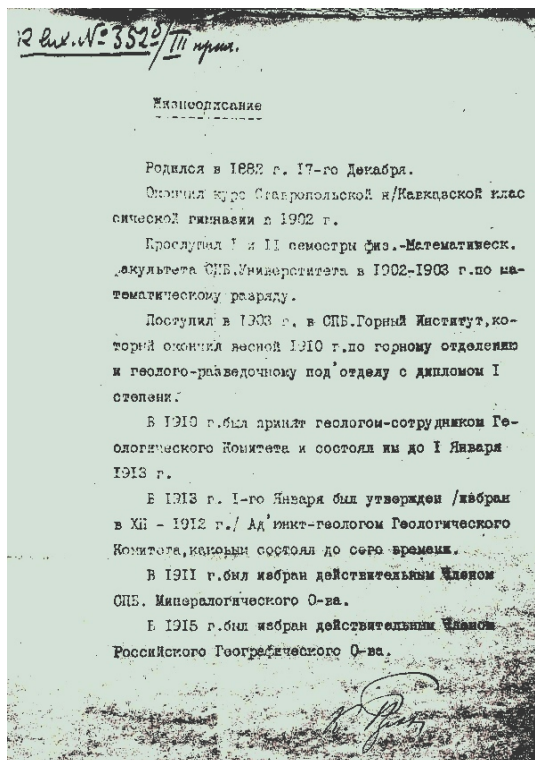 К вх. № 3520/III прил.
Жизнеописание
Родился в 1882 г. 17-го Декабря.
Окончил курс Ставропольской н/Кавказской клас
сической гимназии в 1902 г.
Прослушал I и II семестры физ.-Математическ.
факультета СПБ.Университета в 1902-1903 г.по ма-
тематическому разряду.
Поступил в 1903 г. в СПБ.Горный Институт,ко-
торый окончил весной 1910 г.по горному отделению
и геолого-разведочному под'отделу с дипломом I
степени.
В 1910 г.был принят геологом-сотрудником Ге-
ологического Комитета и состоял им до I Января
1913 г.
В 1913 г. I-го Января был утвержден /избран
в XII - 1912 г./ Ад'юнкт-геологом Геологического
Комитета,каковым состоял до сего времени.
В 1911 г.был избран действительным Членом
СПБ. Минералогического О-ва.
В 1915 г.был избран действительным Членом
Российского Географического О-ва.